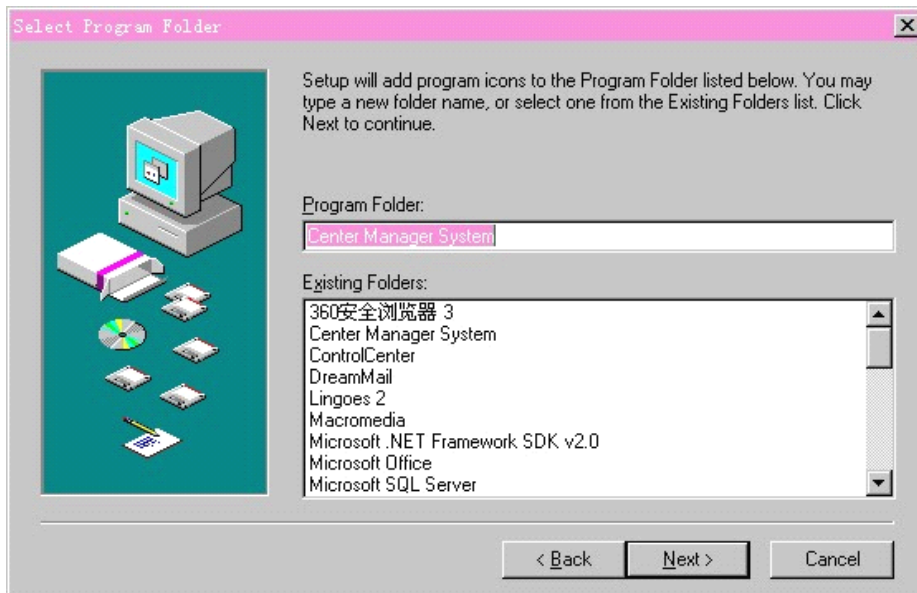 Select Program Folder
Setup will add program icons to the Program Folder listed below. You may
type a new folder name, or select one from the Existing Folders list. Click
Next to continue.
Program Folder:
Center Manager System
Existing Folders:
360安全浏览器 3
Center Manager System
ControlCenter
DreamMail
Lingoes 2
Macromedia
Microsoft .NET Framework SDK v2.0
Microsoft Office
Microsoft SQL Server
< Back
Next >
Cancel